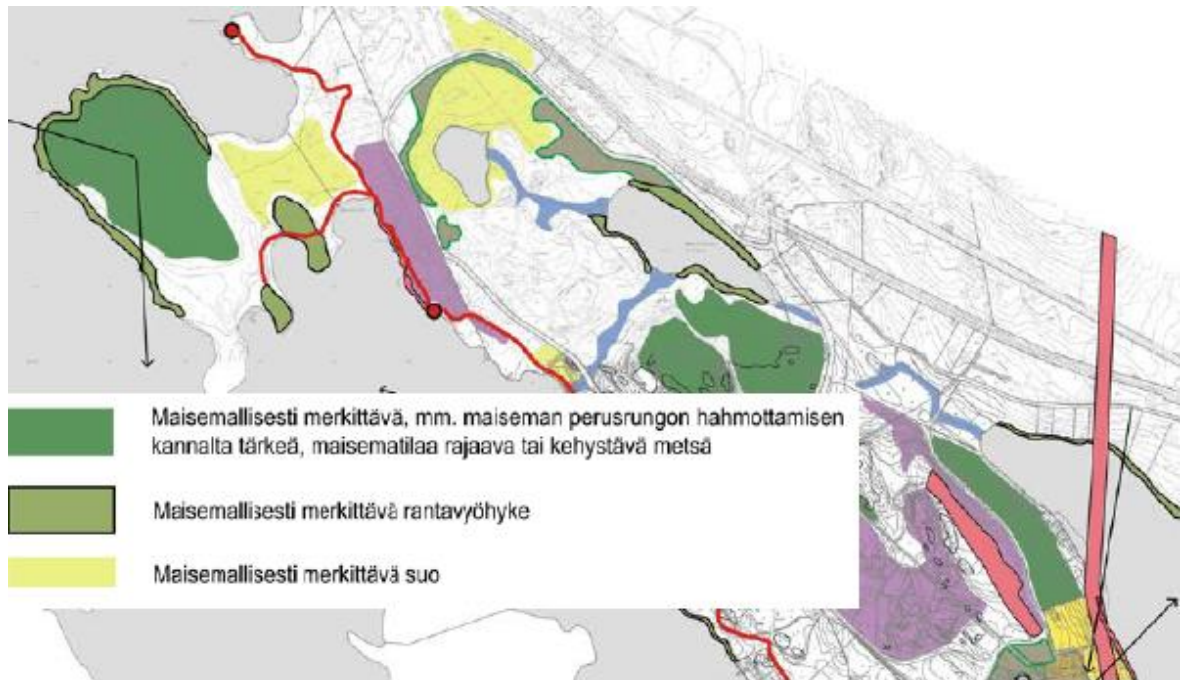 Maisemallisesti merkittävä, mm. maiseman perusrungon hahmottamisen
kannalta tärkeä, maisematilaa rajaava tai kehystävä metsä
Maisemallisesti merkittävä rantavyöhyke
Maisemallisesti merkittävä suo